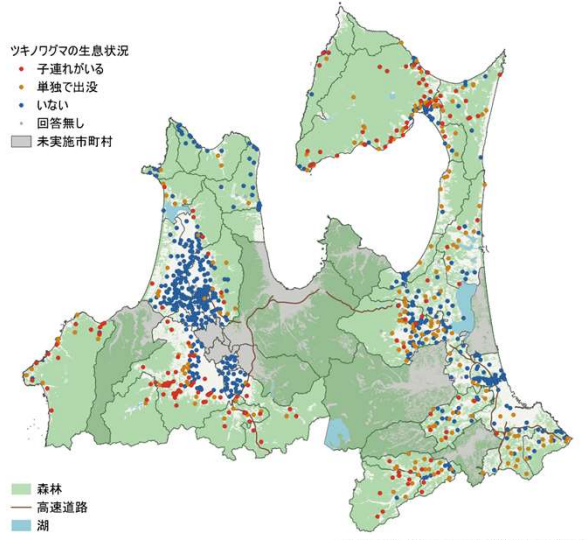 ツキノワグマの生息状況
子連れがいる
単独で出没
いない
回答無し
未実施市町村
森林
高速道路
湖